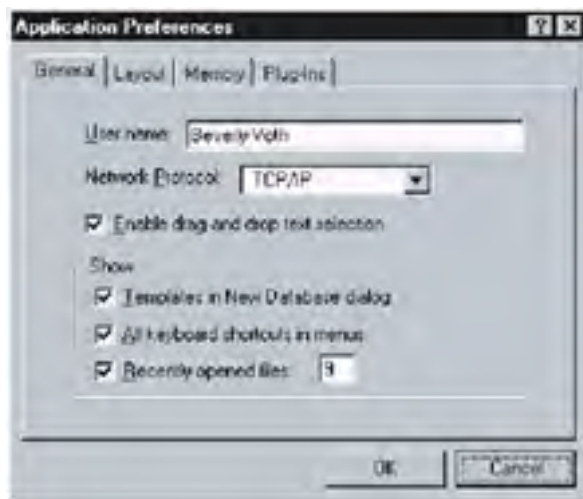 Application Preferences
General Layout Memory Plug-Ins
User name: Beverly Voth
Network Protocol: TCP/IP
Enable drag and drop text selection
Show
Templates in New Database dialog
All keyboard shortcuts in menus
Recently opened files:
OK Cancel